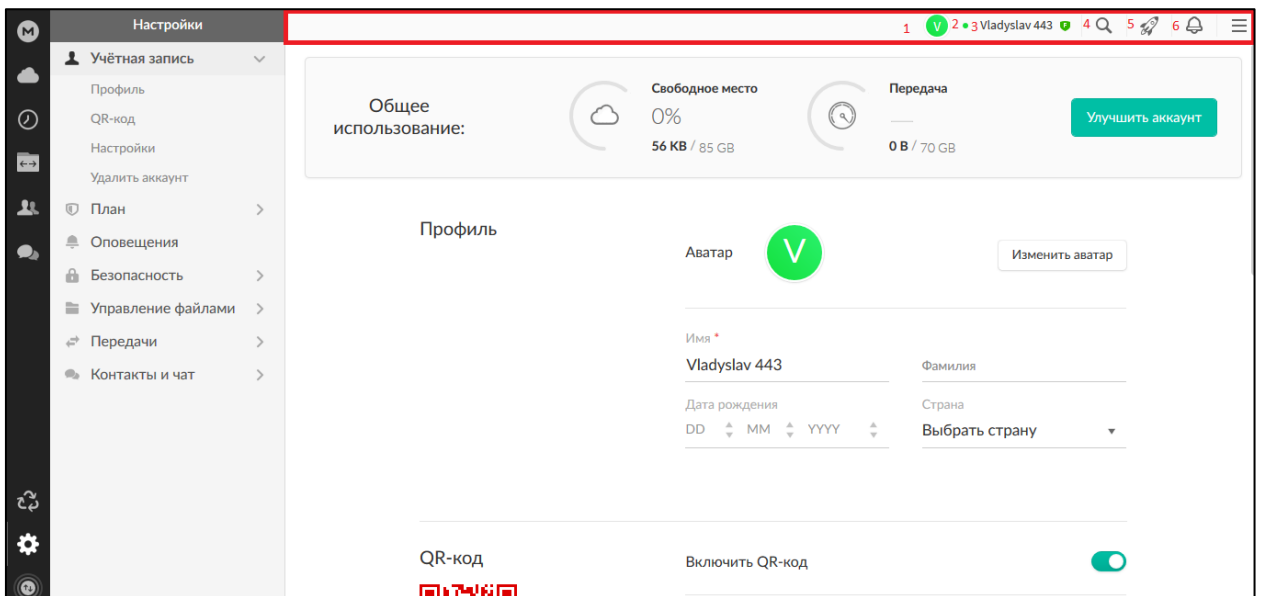 M
Настройки
1 V 2 3 Vladyslav 443 4 5 6
Учётная запись
Профиль
QR-код
Настройки
Удалить аккаунт
План
Оповещения
Безопасность
Управление файлами
Передачи
Контакты и чат
Общее
использование:
Свободное место
0%
56 KB / 85 GB
Передача
0 B / 70 GB
Улучшить аккаунт
Профиль
Аватар
V
Изменить аватар
Имя *
Vladyslav 443
Фамилия
Дата рождения
DD MM YYYY
Страна
Выбрать страну
QR-код
Включить QR-код